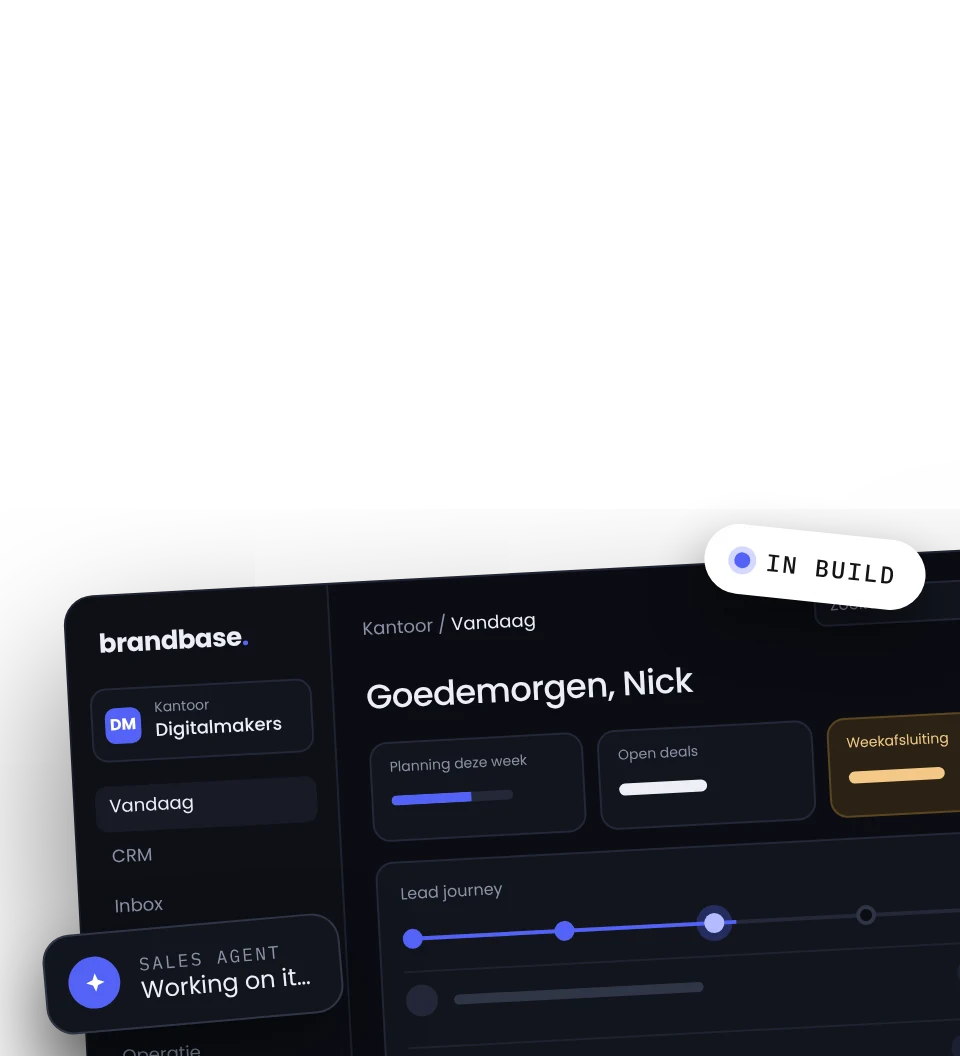 IN BUILD
brandbase.
Kantoor / Vandaag
Goedemorgen, Nick
DM
Kantoor
Digitalmakers
Planning deze week
Open deals
Weekafsluiting
Vandaag
CRM
Inbox
Lead journey
SALES AGENT
Working on it...
Operatie